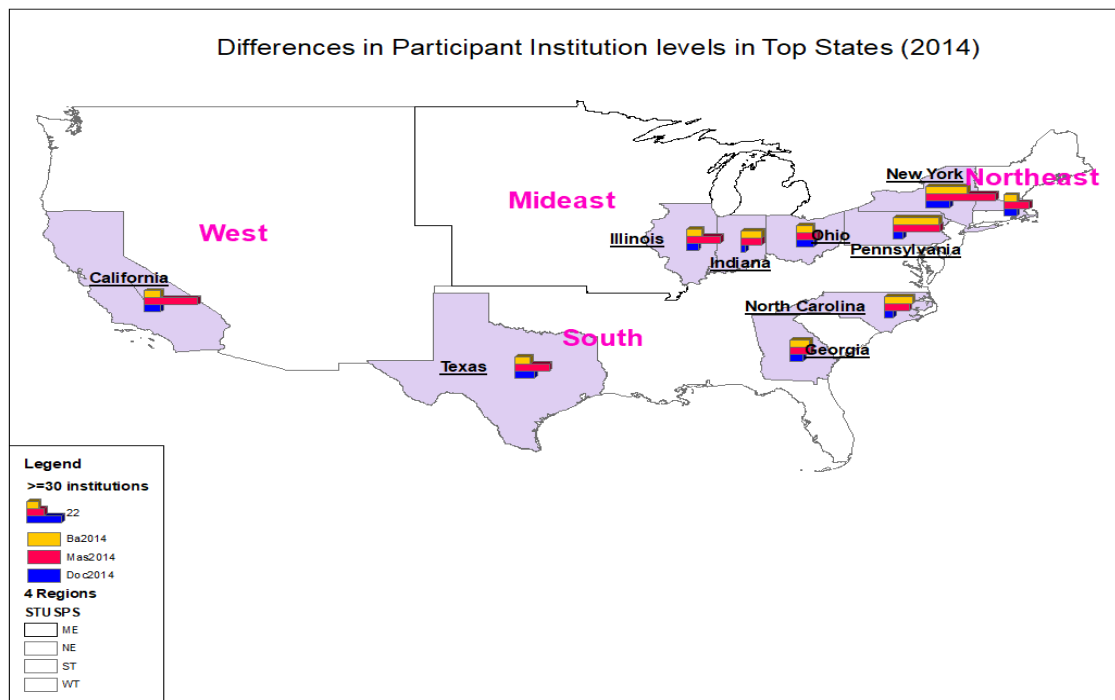 Differences in Participant Institution levels in Top States (2014)
New York
Northeast
Mideast
West
Illinois
Ohio
Indiana
Pennsylvania
California
North Carolina
South
Georgia
Texas
Legend
>=30 institutions
22
Ba2014
Mas2014
Doc2014
4 Regions
STUSPS
ME
NE
ST
WT